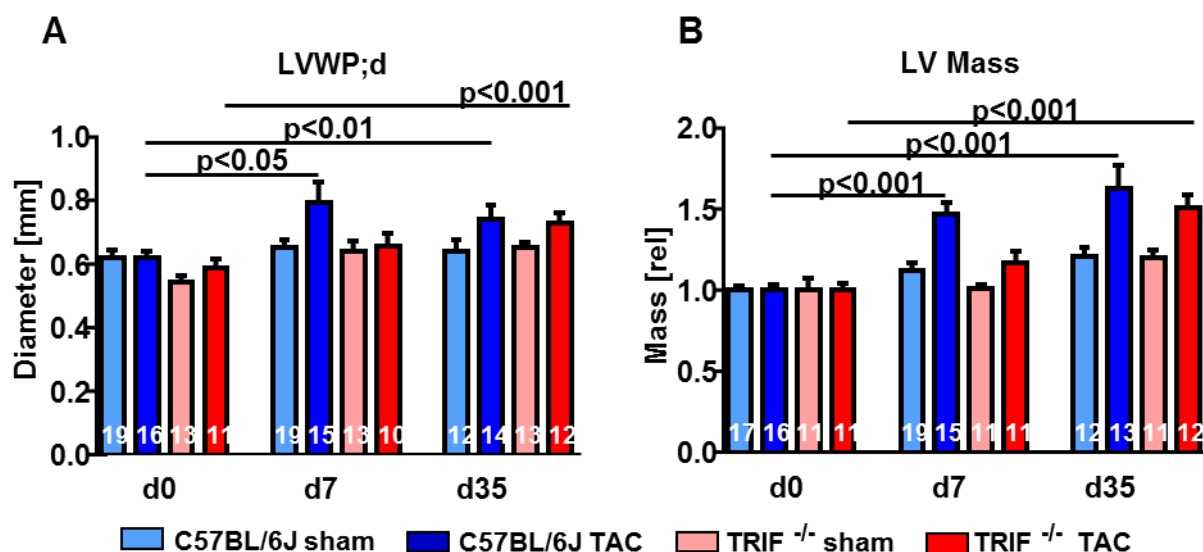 A
LVWP;d
p<0.001
p<0.01
p<0.05
Diameter [mm]
1.0
0.8
0.6
0.4
0.2
0.0
19 16 13 11 19 15 13 10 12 14 13 12
d0 d7 d35
B
LV Mass
p<0.001
p<0.001
p<0.001
Mass [rel]
2.0
1.5
1.0
0.5
0.0
17 16 11 11 19 15 11 11 12 13 11 12
d0 d7 d35
C57BL/6J sham C57BL/6J TAC TRIF -/- sham TRIF -/- TAC